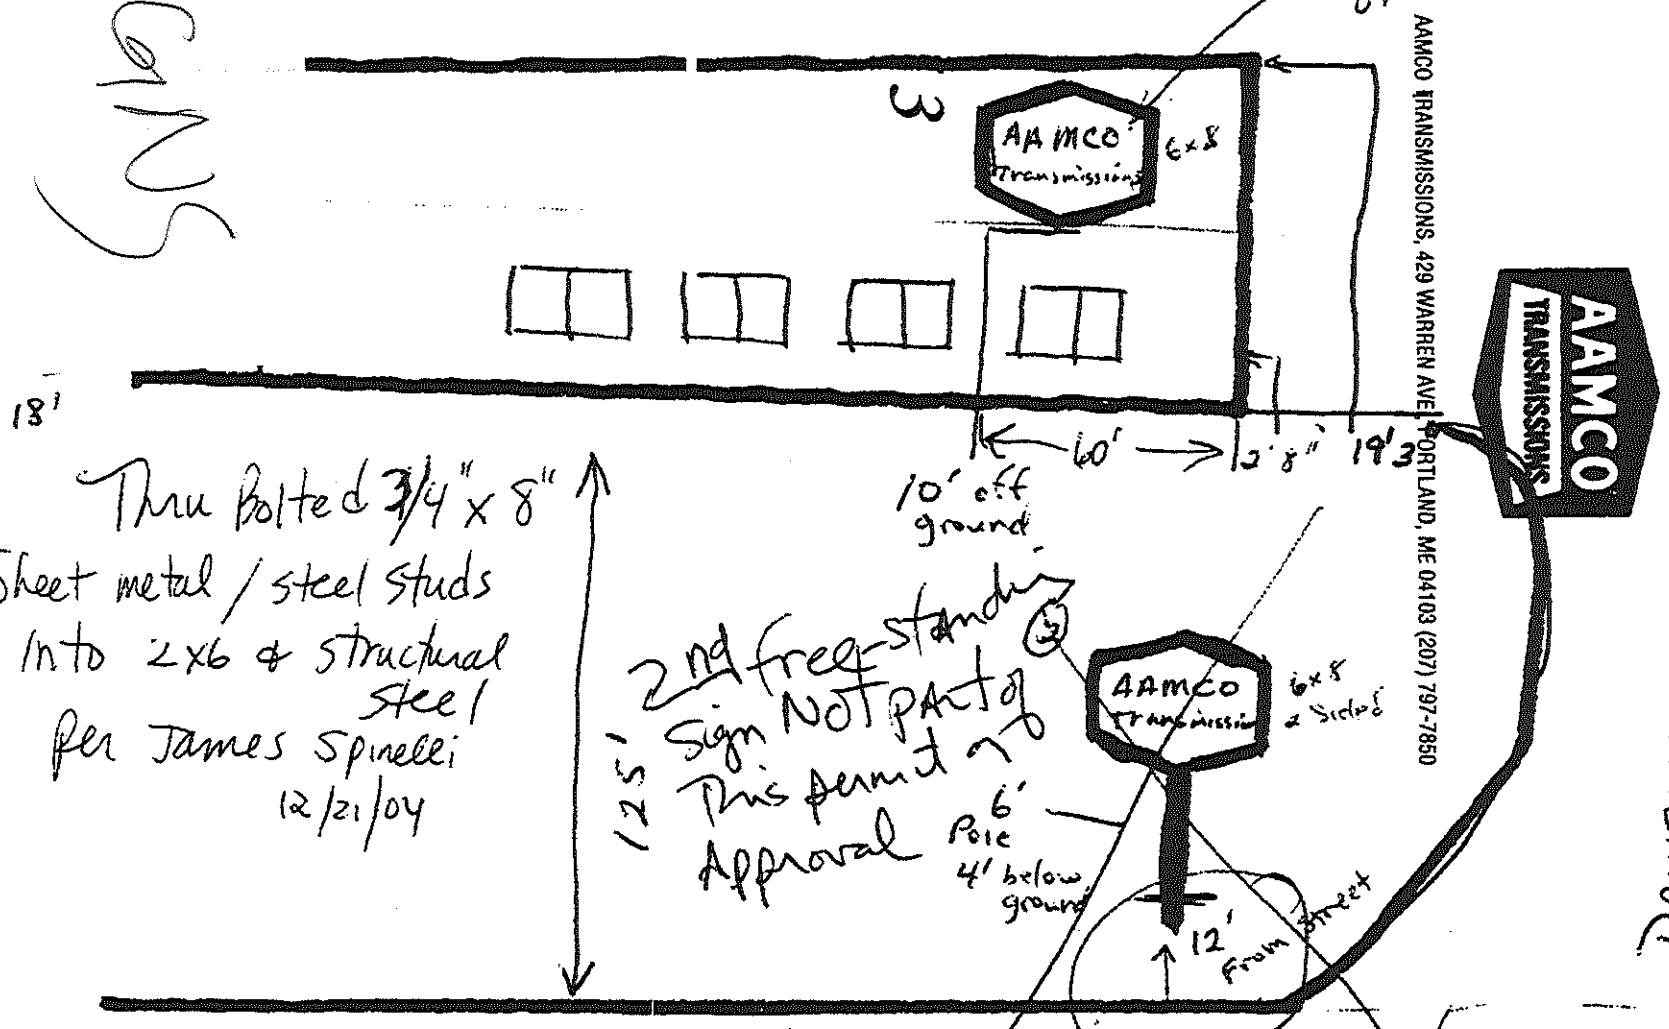 3
AAMCO
Transmissions
6x8
AAMCO TRANSMISSIONS, 429 WARREN AVE, PORTLAND, ME 04103 (207) 797-7850
AAMCO
TRANSMISSIONS
18'
60'
2' 8"
19' 3
10' off
ground
Thru Bolted 3/4" x 8"
Sheet metal / steel studs
Into 2x6 & structural
steel
Per James Spinelli
12/21/04
125'
2nd free-standing
Sign NOT part of
This permit
Approval
AAMCO
Transmission
6x8
2 Sided
6'
Pole
4' below
ground
12'
From Street